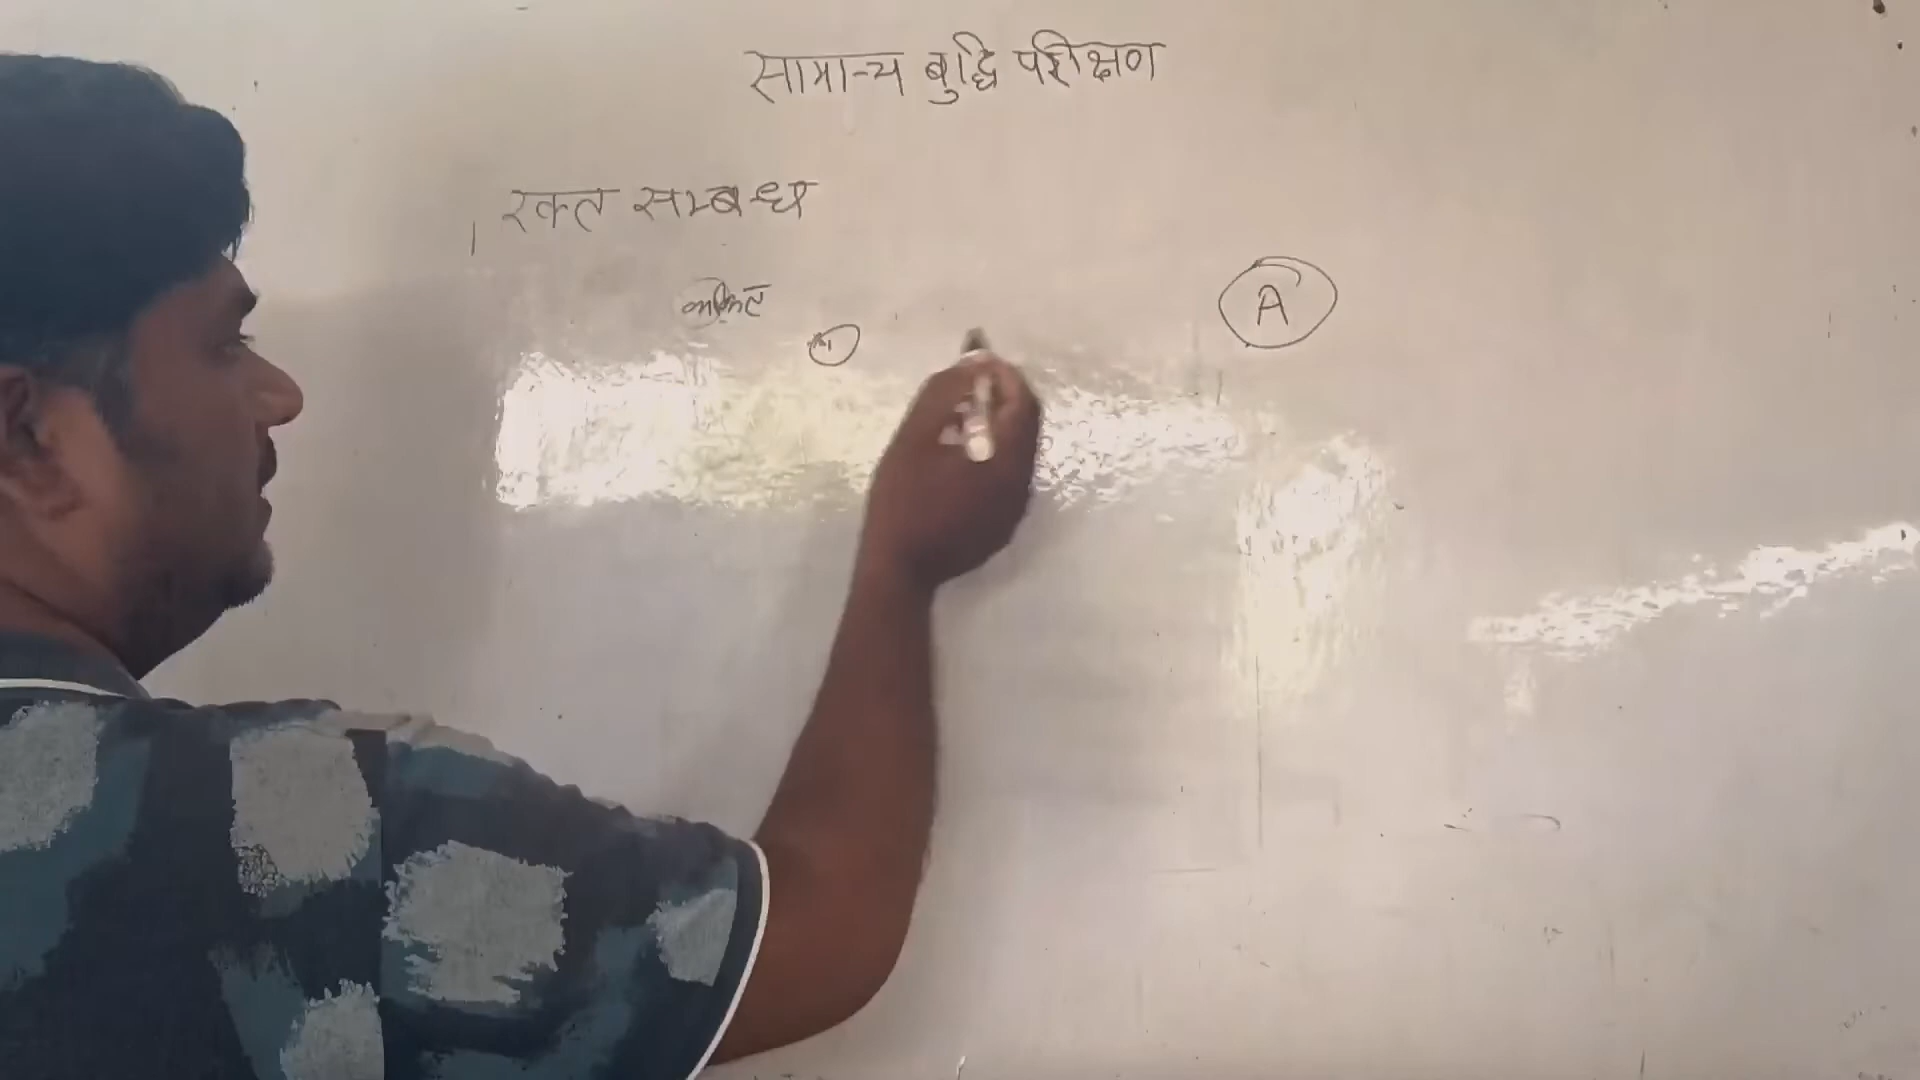 सामान्य बुद्धि परीक्षण
रक्त सम्बन्ध
A